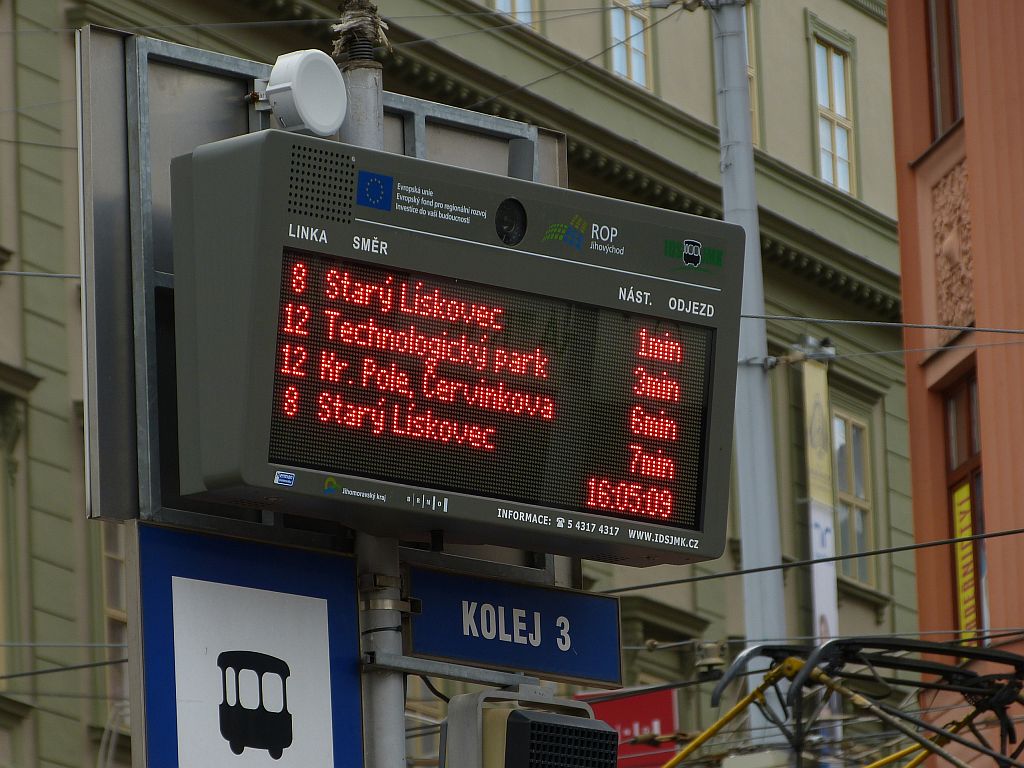 Evropská unie
Evropský fond pro regionální rozvoj
Investice do vaší budoucnosti
ROP
Jihovýchod
IDSJMK
LINKA SMĚR NÁST. ODJEZD
8 Starý Lískovec 1min
12 Technologický park 2min
12 Kr. Pole, Červinkova 6min
8 Starý Lískovec 7min
16:05:09
Jihomoravský kraj
B R N O
INFORMACE: ☎ 5 4317 4317 WWW.IDSJMK.CZ
KOLEJ 3